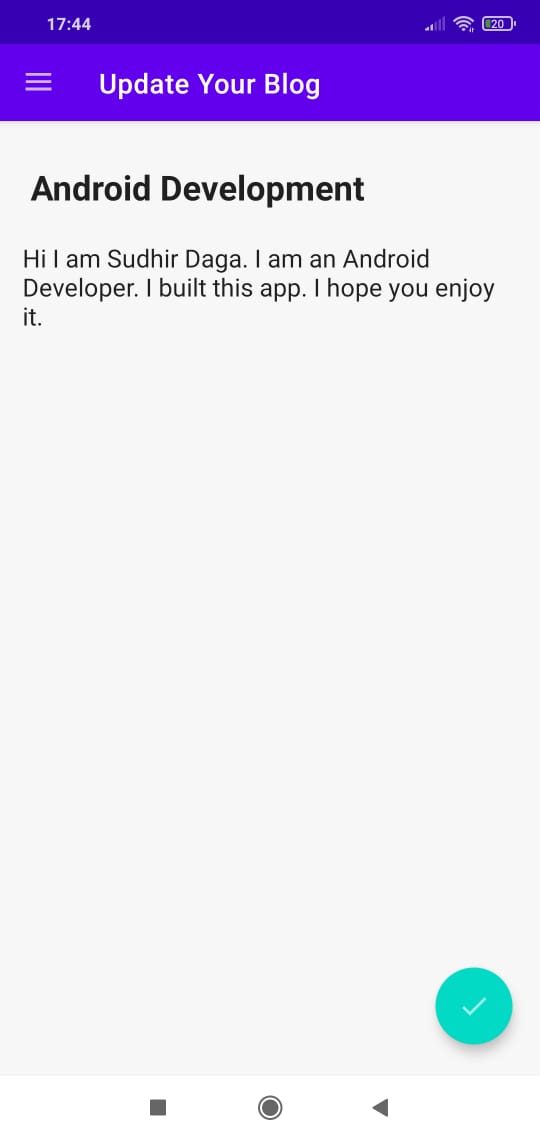 17:44
20
Update Your Blog
Android Development
Hi I am Sudhir Daga. I am an Android
Developer. I built this app. I hope you enjoy
it.